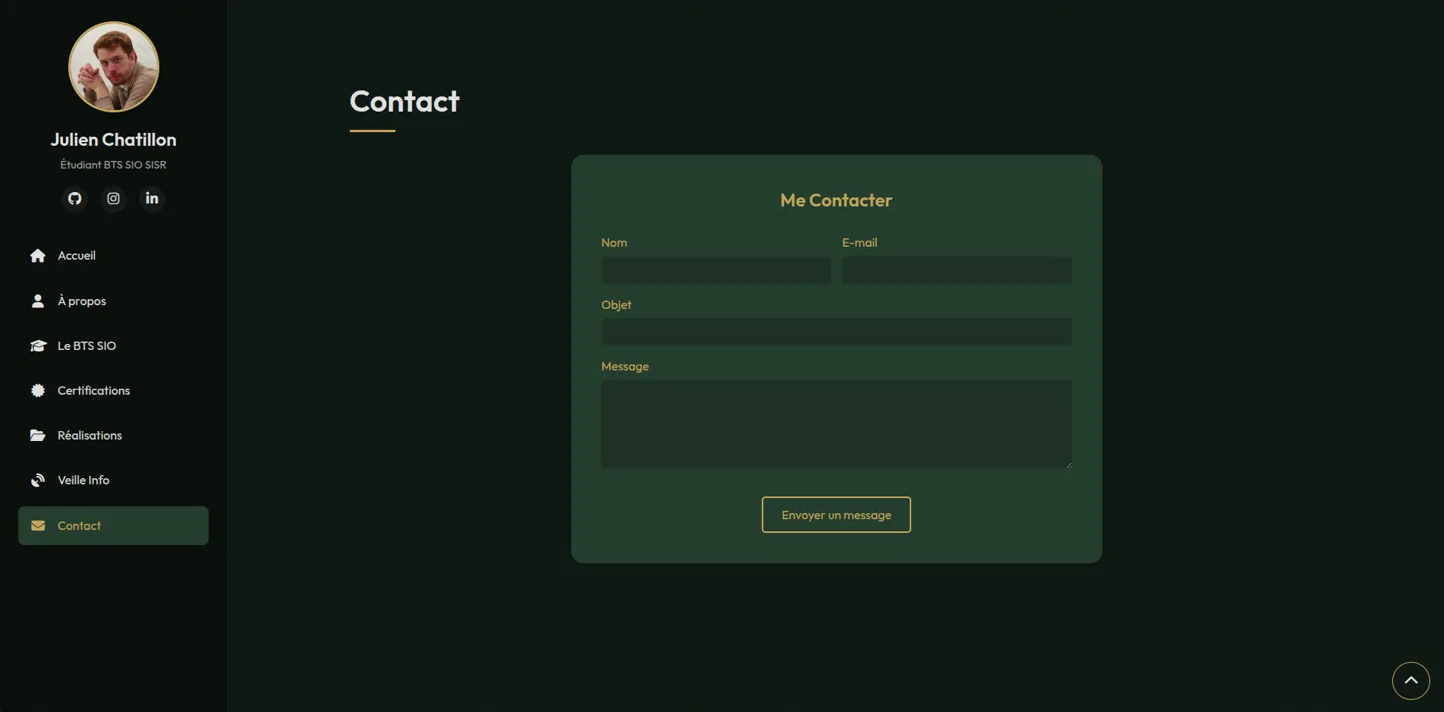 Julien Chatillon
Étudiant BTS SIO SISR
in
Accueil
À propos
Le BTS SIO
Certifications
Réalisations
Veille Info
Contact
Contact
Me Contacter
Nom
E-mail
Objet
Message
Envoyer un message